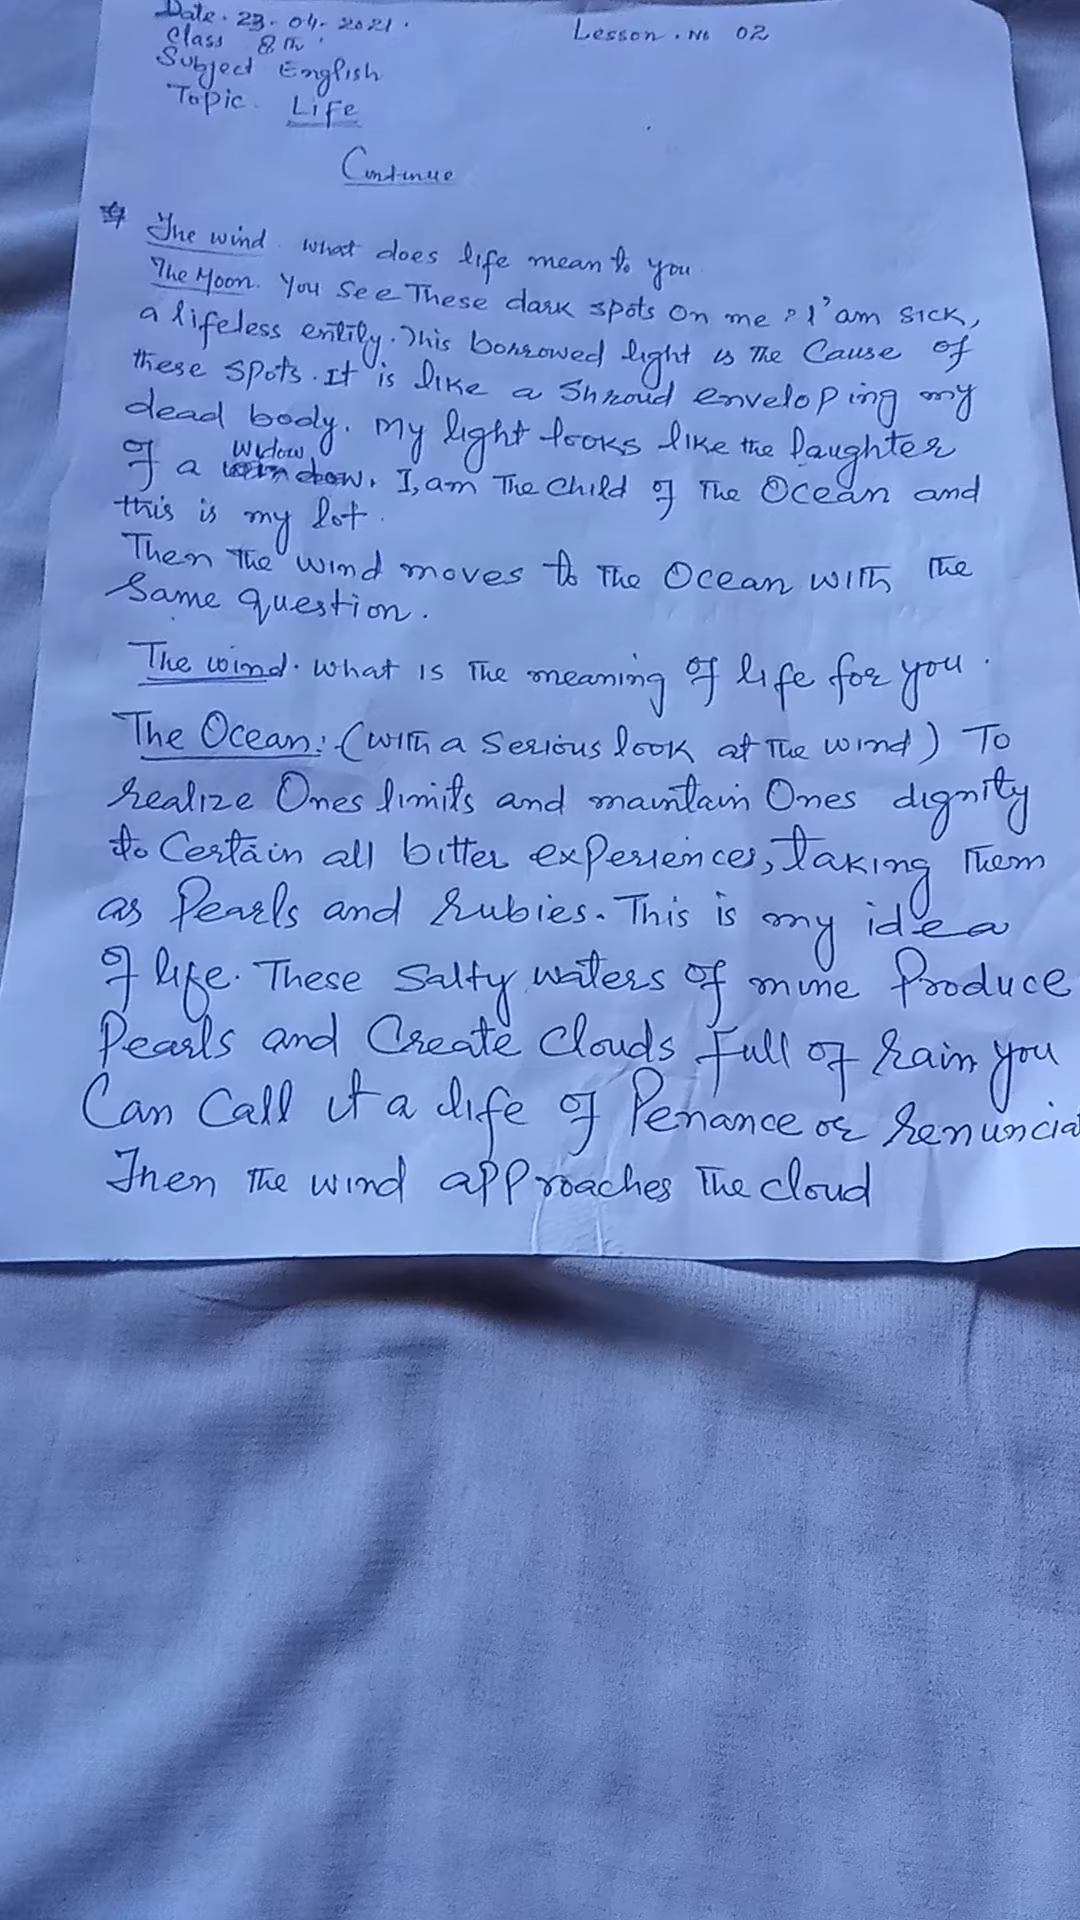 Date. 23-04-2021.
Lesson. No 02
Class 8th.
Subject English
Topic. Life
Continue
The wind. what does life mean to you.
The Moon. You See These dark spots On me I'am sick,
a lifeless entity. This borrowed light is The Cause of
these spots. It is like a Shroud enveloping my
dead body. My light looks like the laughter
of a widow. I, am The Child of The Ocean and
this is my lot.
Then The wind moves to The Ocean with The
Same question.
The wind. what is The meaning of life for you.
The Ocean: (with a Serious look at The wind) To
realize Ones limits and maintain Ones dignity
to Certain all bitter experiences, taking Them
as Pearls and rubies. This is my idea
of life. These Salty waters of mine Produce
Pearls and Create Clouds full of rain you
Can Call it a life of Penance or renuncia
Then The wind approaches The cloud